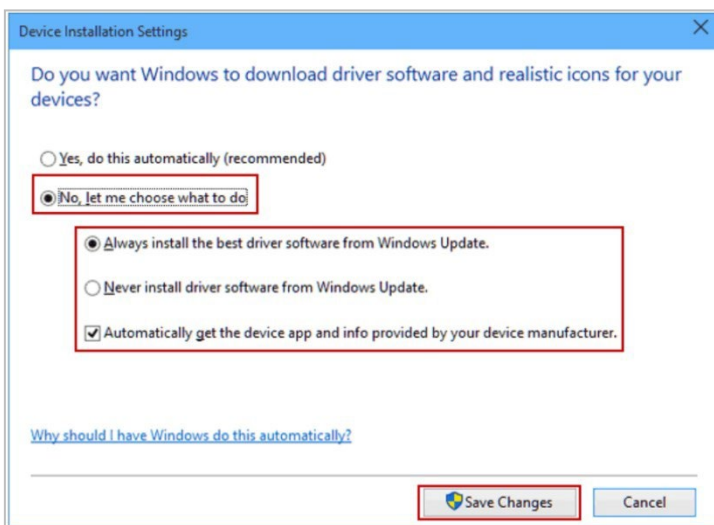 Device Installation Settings
Do you want Windows to download driver software and realistic icons for your
devices?
Yes, do this automatically (recommended)
No, let me choose what to do
Always install the best driver software from Windows Update.
Never install driver software from Windows Update.
Automatically get the device app and info provided by your device manufacturer.
Why should I have Windows do this automatically?
Save Changes Cancel